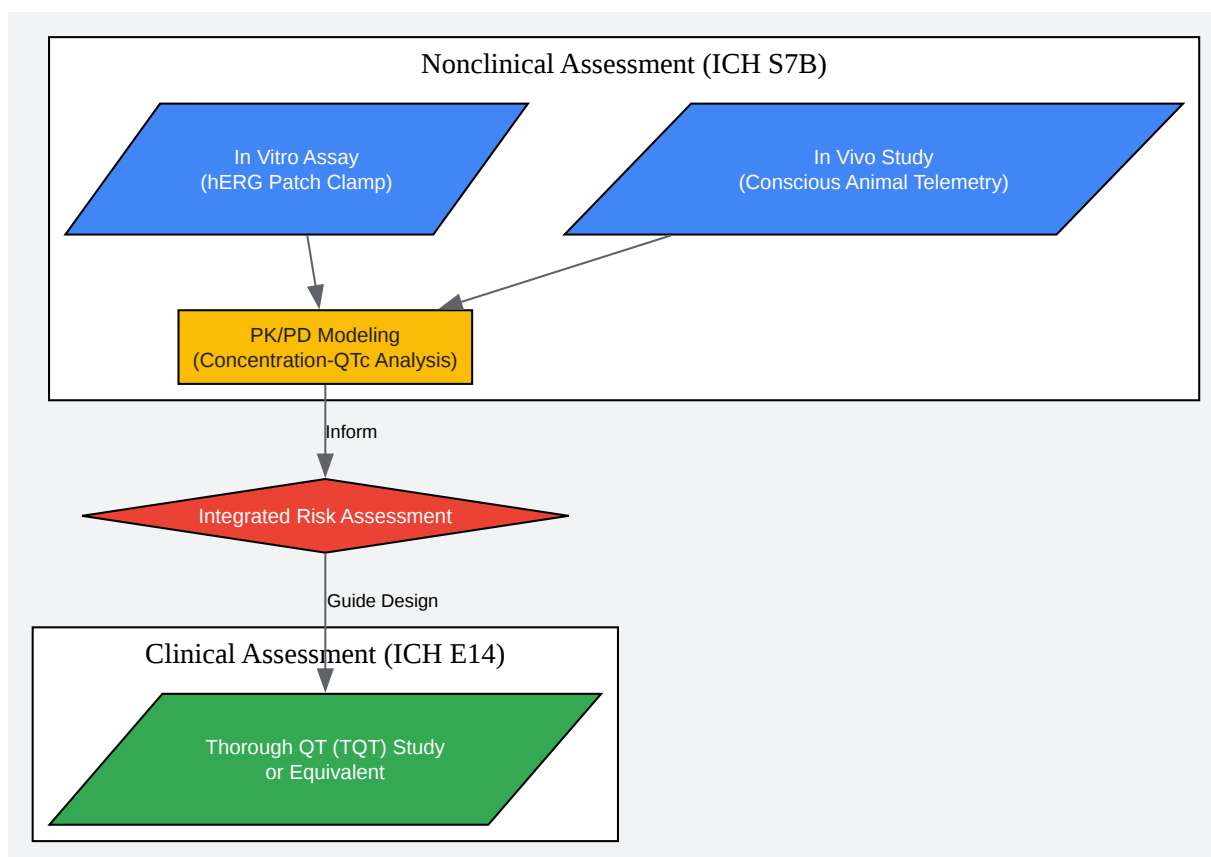 Nonclinical Assessment (ICH S7B)
In Vitro Assay
(hERG Patch Clamp)
In Vivo Study
(Conscious Animal Telemetry)
PK/PD Modeling
(Concentration-QTc Analysis)
Inform
Integrated Risk Assessment
Guide Design
Clinical Assessment (ICH E14)
Thorough QT (TQT) Study
or Equivalent